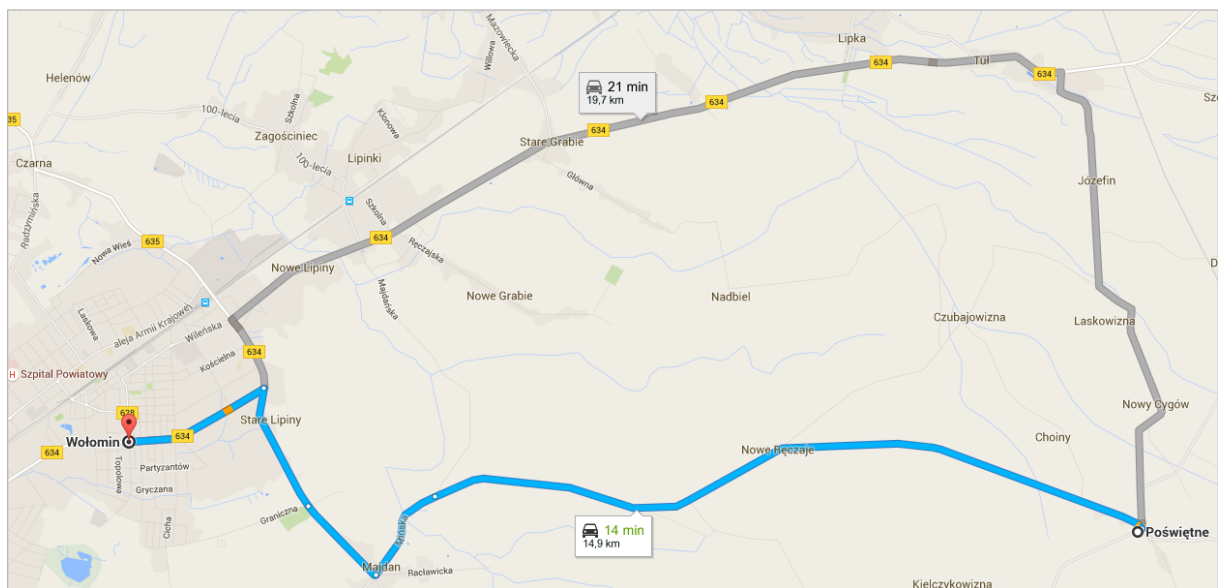 Mazowiecka
Lipka
Helenów
Willowa
Tuł
634
634
Szkolna
21 min
19,7 km
634
100-lecia
Klonowa
Zagościniec
634
Stare Grabie
Lipinki
Czarna
100-lecia
Główna
Józefin
Radzymińska
Szkolna
Nowa Wieś
635
634
Ręczajska
Nowe Lipiny
Majdańska
Nowe Grabie
Nadbiel
Laskowa
aleja Armii Krajowej
Wileńska
Czubajowizna
Laskowizna
Kościelna
634
H
Szpital Powiatowy
Nowy Cygów
628
Stare Lipiny
634
Wołomin
Choiny
634
Nowe Ręczaje
Topolowa
Partyzantów
Gryczana
Graniczna
Cicha
Mińska
14 min
14,9 km
Poświętne
Majdan
Racławicka
Kielczykowizna